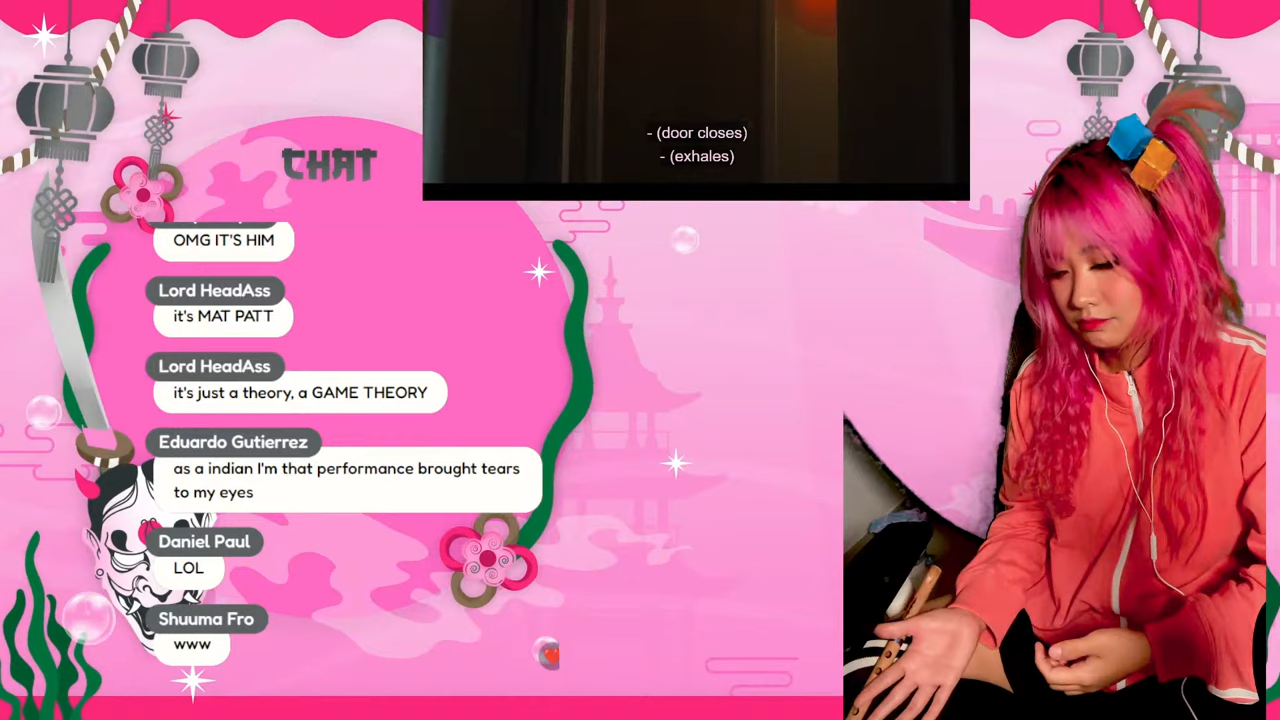 - (door closes)
- (exhales)
CHAT
OMG IT'S HIM
Lord HeadAss
it's MAT PATT
Lord HeadAss
it's just a theory, a GAME THEORY
Eduardo Gutierrez
as a indian I'm that performance brought tears
to my eyes
Daniel Paul
LOL
Shuuma Fro
www